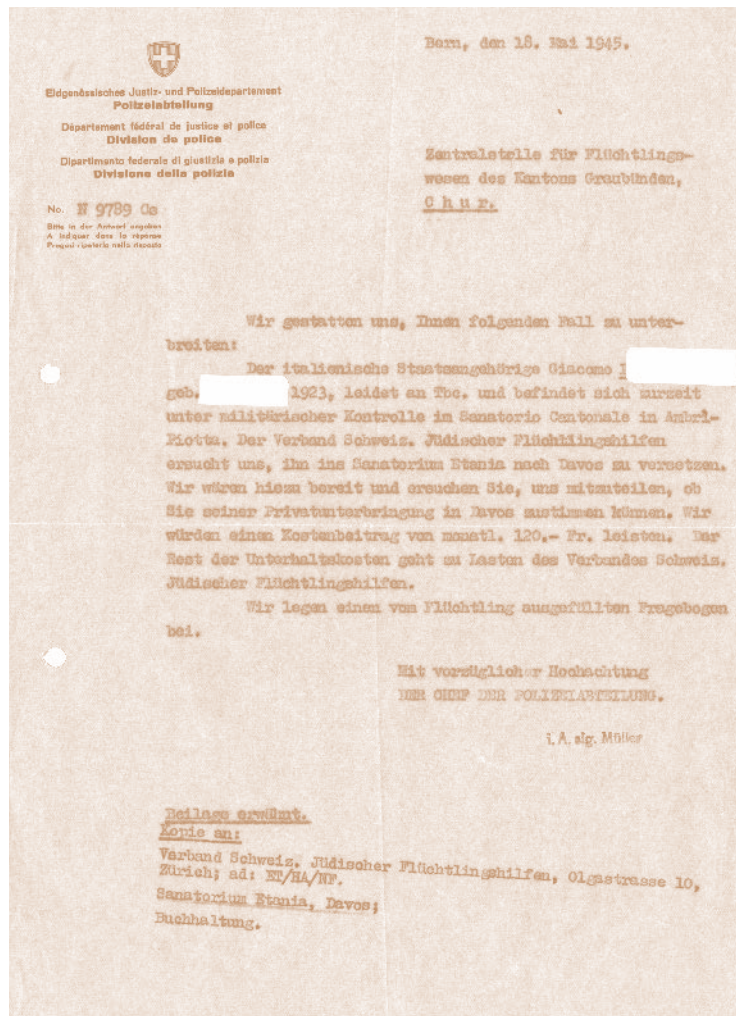 Bern, den 18. Mai 1945.
Eidgenössisches Justiz- und Polizeidepartement
Polizeiabteilung
Département fédéral de justice et police
Division de police
Dipartimento federale di giustizia e polizia
Divisione della polizia
No. N 9789 Cs
Bitte in der Antwort angeben
A indiquer dans la réponse
Pregasi ripeterlo nella risposta
Zentralstelle für Flüchtlings-
wesen des Kantons Graubünden,
Chur.
Wir gestatten uns, Ihnen folgenden Fall zu unter-
breiten:
Der italienische Staatsangehörige Giacomo
geb. 1923, leidet an Tbc. und befindet sich zurzeit
unter militärischer Kontrolle im Sanatorio Cantonale in Ambri-
Piotta. Der Verband Schweiz. Jüdischer Flüchtlingshilfen
ersucht uns, ihn ins Sanatorium Etania nach Davos zu versetzen.
Wir wären hiezu bereit und ersuchen Sie, uns mitzuteilen, ob
Sie seiner Privatunterbringung in Davos zustimmen können. Wir
würden einen Kostenbeitrag von monatl. 120.- Fr. leisten. Der
Rest der Unterhaltskosten geht zu Lasten des Verbandes Schweiz.
Jüdischer Flüchtlingshilfen.
Wir legen einen vom Flüchtling ausgefüllten Fragebogen
bei.
Mit vorzüglicher Hochachtung
DER CHEF DER POLIZEIABTEILUNG.
i. A. sig. Müller
Beilage erwähnt.
Kopie an:
Verband Schweiz. Jüdischer Flüchtlingshilfen, Olgastrasse 10,
Zürich; ad: ET/HA/NF.
Sanatorium Etania, Davos;
Buchhaltung.